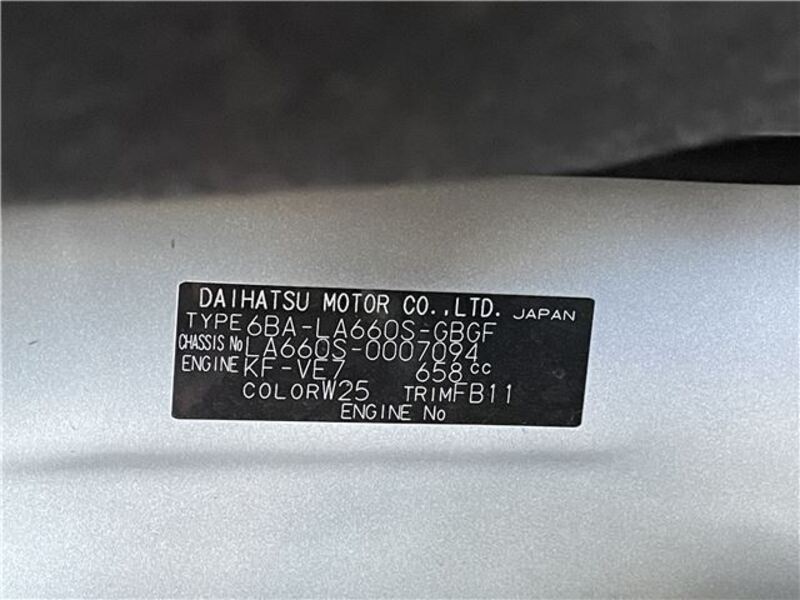 DAIHATSU MOTOR CO.,LTD. JAPAN
TYPE 6BA-LA660S-GBGF
CHASSIS No LA660S-0007094
ENGINE KF-VE7 658cc
COLOR W25 TRIM FB11
ENGINE No